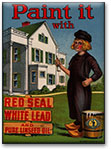 Paint it
with
RED SEAL
WHITE LEAD
AND
PURE LINSEED OIL